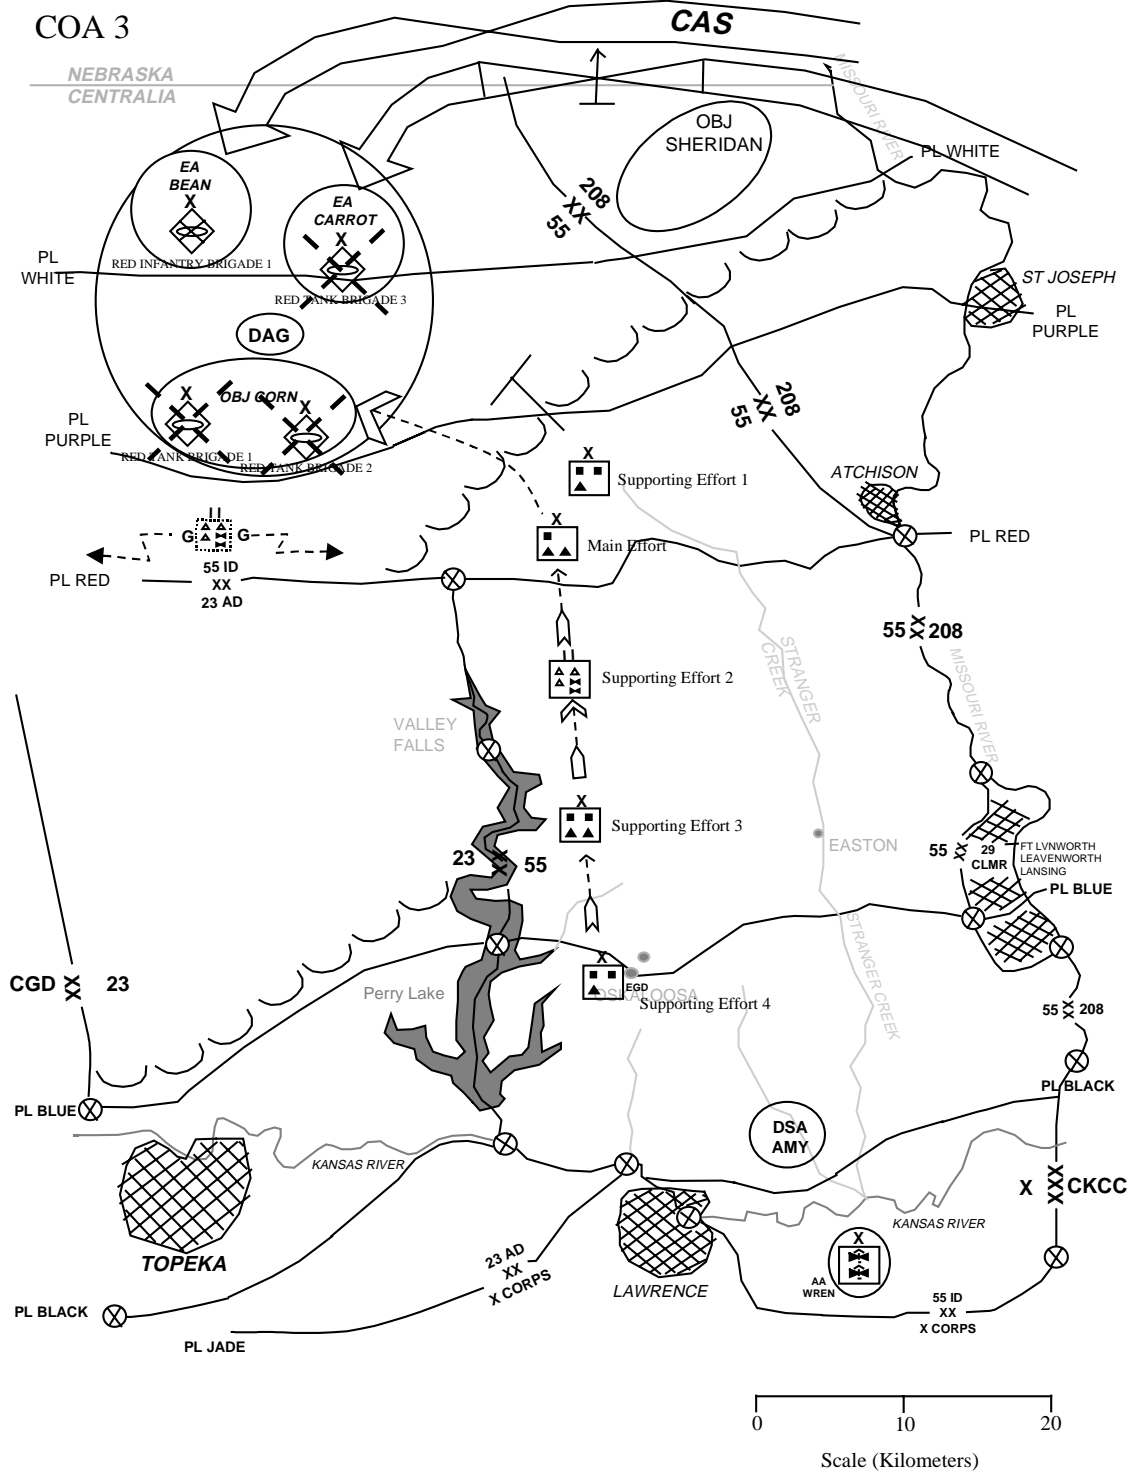 COA 3
CAS
NEBRASKA
CENTRALIA
MISSOURI RIVER
OBJ
SHERIDAN
PL WHITE
EA
BEAN
X
EA
CARROT
X
208
XX
55
PL
WHITE
RED INFANTRY BRIGADE 1
RED TANK BRIGADE 3
ST JOSEPH
PL
PURPLE
DAG
OBJ CORN
X
X
208
XX
55
PL
PURPLE
RED TANK BRIGADE 1
RED TANK BRIGADE 2
X
Supporting Effort 1
ATCHISON
X
Main Effort
PL RED
II
G
G
55 ID
XX
23 AD
PL RED
55 XX 208
STRANGER
CREEK
MISSOURI RIVER
Supporting Effort 2
VALLEY
FALLS
X
Supporting Effort 3
EASTON
23 XX 55
55 XX
29
CLMR
FT LVNWORTH
LEAVENWORTH
LANSING
PL BLUE
STRANGER CREEK
X
EGD
OSKALOOSA
Supporting Effort 4
CGD XX 23
Perry Lake
55 XX 208
PL BLACK
PL BLUE
DSA
AMY
KANSAS RIVER
X XXX CKCC
KANSAS RIVER
TOPEKA
LAWRENCE
23 AD
XX
X CORPS
X
AA
WREN
55 ID
XX
X CORPS
PL BLACK
PL JADE
0 10 20
Scale (Kilometers)